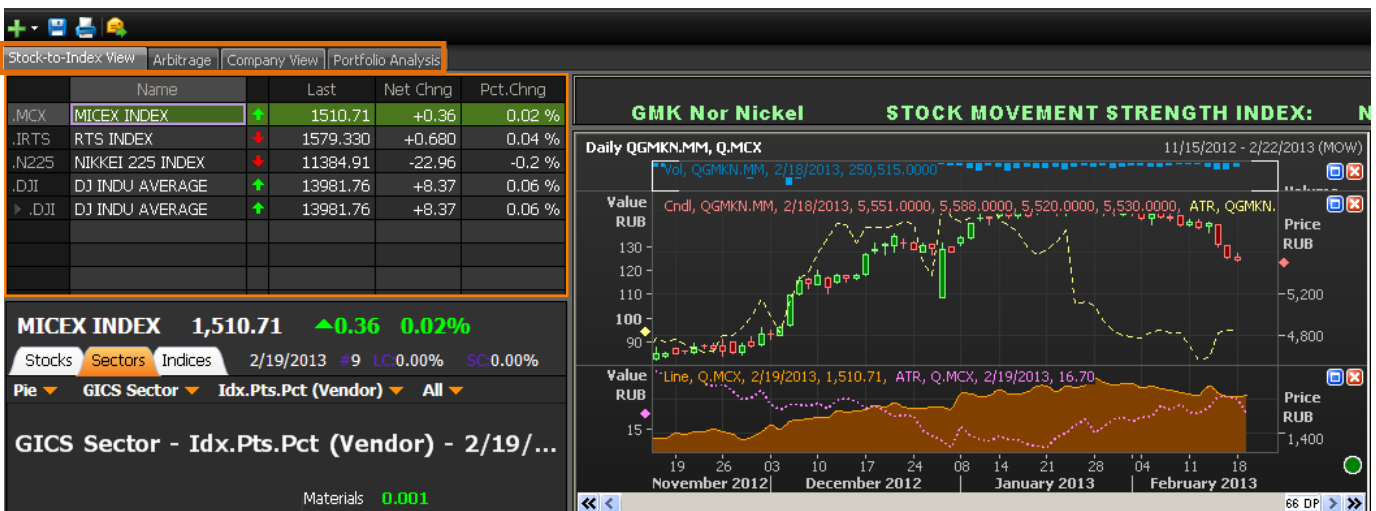 Stock-to-Index View Arbitrage Company View Portfolio Analysis
Name Last Net Chng Pct.Chng
.MCX MICEX INDEX 1510.71 +0.36 0.02 %
.IRTS RTS INDEX 1579.330 +0.680 0.04 %
.N225 NIKKEI 225 INDEX 11384.91 -22.96 -0.2 %
.DJI DJ INDU AVERAGE 13981.76 +8.37 0.06 %
.DJI DJ INDU AVERAGE 13981.76 +8.37 0.06 %
MICEX INDEX 1,510.71 0.36 0.02%
Stocks Sectors Indices 2/19/2013 #9 LC:0.00% SC:0.00%
Pie GICS Sector Idx.Pts.Pct (Vendor) All
GICS Sector - Idx.Pts.Pct (Vendor) - 2/19/...
Materials 0.001
GMK Nor Nickel STOCK MOVEMENT STRENGTH INDEX: N
Daily QGMKN.MM, Q.MCX 11/15/2012 - 2/22/2013 (MOW)
Vol, QGMKN.MM, 2/18/2013, 250,515.0000
Value Cndl, QGMKN.MM, 2/18/2013, 5,551.0000, 5,588.0000, 5,520.0000, 5,530.0000, ATR, QGMKN.
RUB Price
130 RUB
120
110 5,200
100
90 4,800
Value Line, Q.MCX, 2/19/2013, 1,510.71, ATR, Q.MCX, 2/19/2013, 16.70
RUB Price
RUB
15 1,400
19 26 03 10 17 24 08 14 21 28 04 11 18
November 2012 December 2012 January 2013 February 2013
66 DP